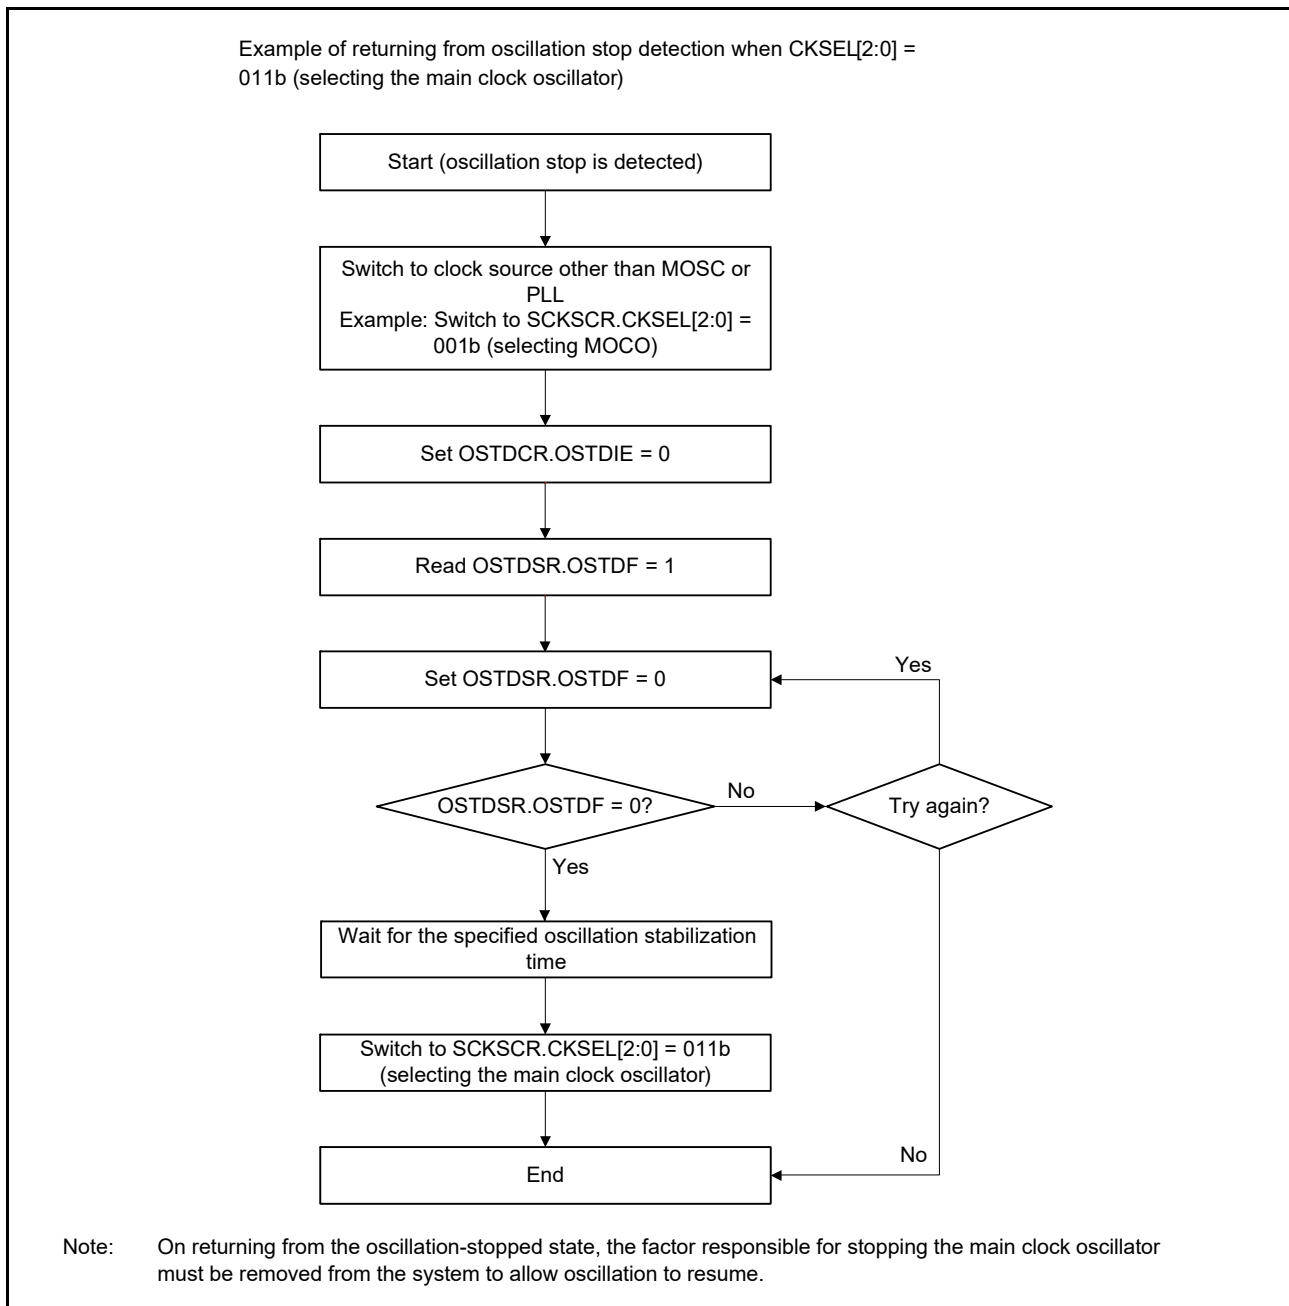 Example of returning from oscillation stop detection when CKSEL[2:0] =
011b (selecting the main clock oscillator)
Start (oscillation stop is detected)
Switch to clock source other than MOSC or
PLL
Example: Switch to SCKSCR.CKSEL[2:0] =
001b (selecting MOCO)
Set OSTDCR.OSTDIE = 0
Read OSTDSR.OSTDF = 1
Set OSTDSR.OSTDF = 0
Yes
OSTDSR.OSTDF = 0?
No
Try again?
Yes
Wait for the specified oscillation stabilization
time
Switch to SCKSCR.CKSEL[2:0] = 011b
(selecting the main clock oscillator)
No
End
Note: On returning from the oscillation-stopped state, the factor responsible for stopping the main clock oscillator
must be removed from the system to allow oscillation to resume.